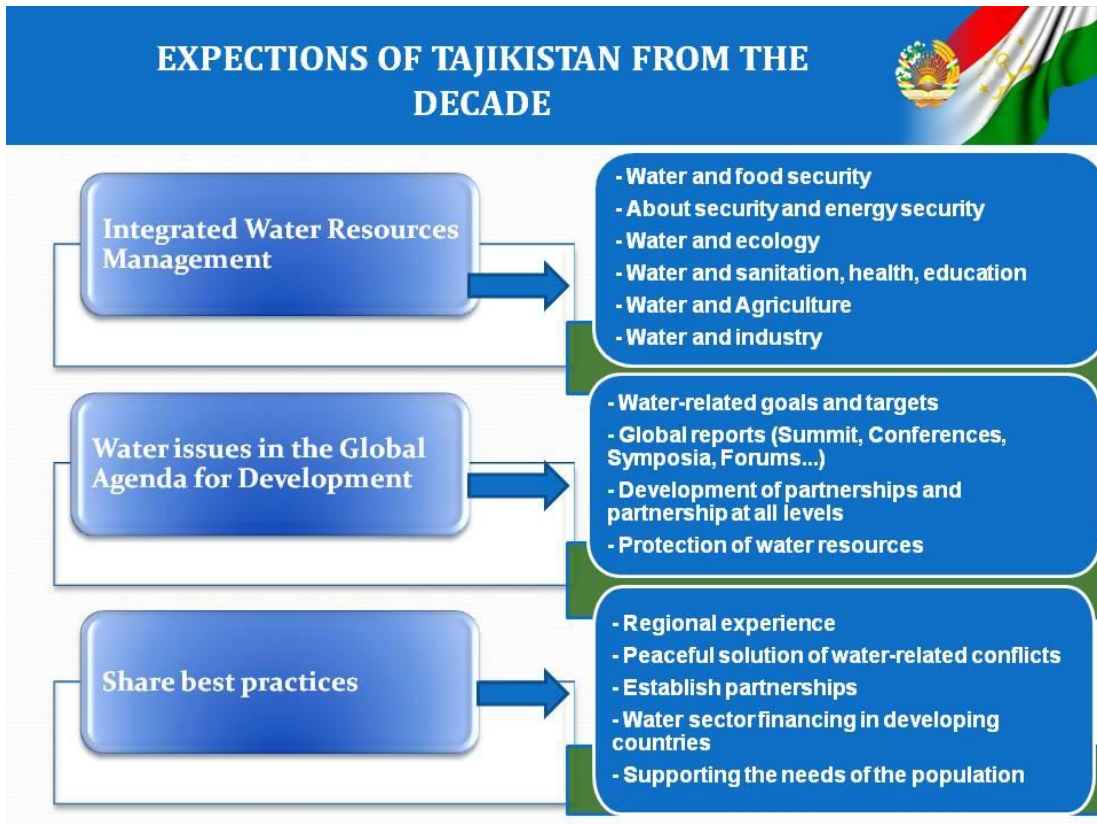 EXPECTIONS OF TAJIKISTAN FROM THE
DECADE
Integrated Water Resources
Management
- Water and food security
- About security and energy security
- Water and ecology
- Water and sanitation, health, education
- Water and Agriculture
- Water and industry
Water issues in the Global
Agenda for Development
- Water-related goals and targets
- Global reports (Summit, Conferences,
Symposia, Forums...)
- Development of partnerships and
partnership at all levels
- Protection of water resources
Share best practices
- Regional experience
- Peaceful solution of water-related conflicts
- Establish partnerships
- Water sector financing in developing
countries
- Supporting the needs of the population